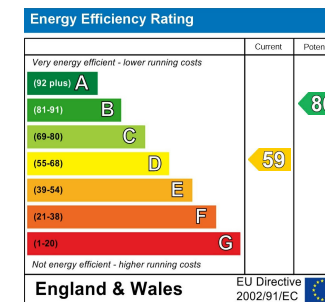 Energy Efficiency Rating
Current
Very energy efficient - lower running costs
(92 plus) A
(81-91) B
(69-80) C
(55-68) D
59
(39-54) E
(21-38) F
(1-20) G
Not energy efficient - higher running costs
England & Wales
EU Directive
2002/91/EC